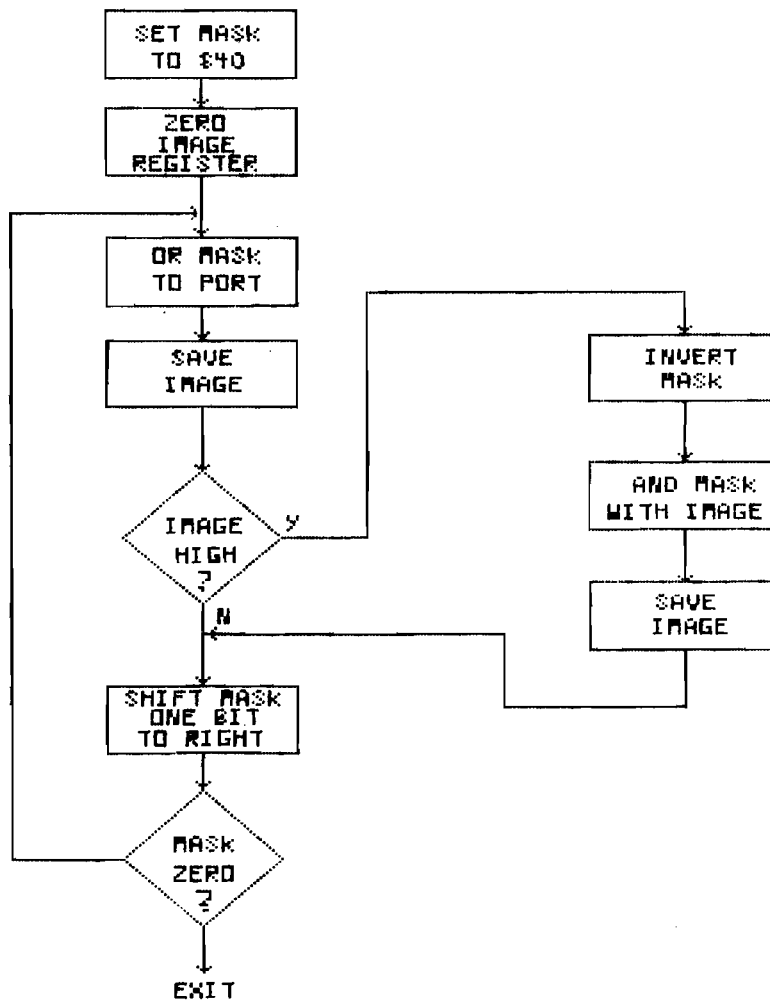 SET MASK
TO $40
ZERO
IMAGE
REGISTER
OR MASK
TO PORT
SAVE
IMAGE
IMAGE
HIGH
?
Y
N
INVERT
MASK
AND MASK
WITH IMAGE
SAVE
IMAGE
SHIFT MASK
ONE BIT
TO RIGHT
MASK
ZERO
?
EXIT